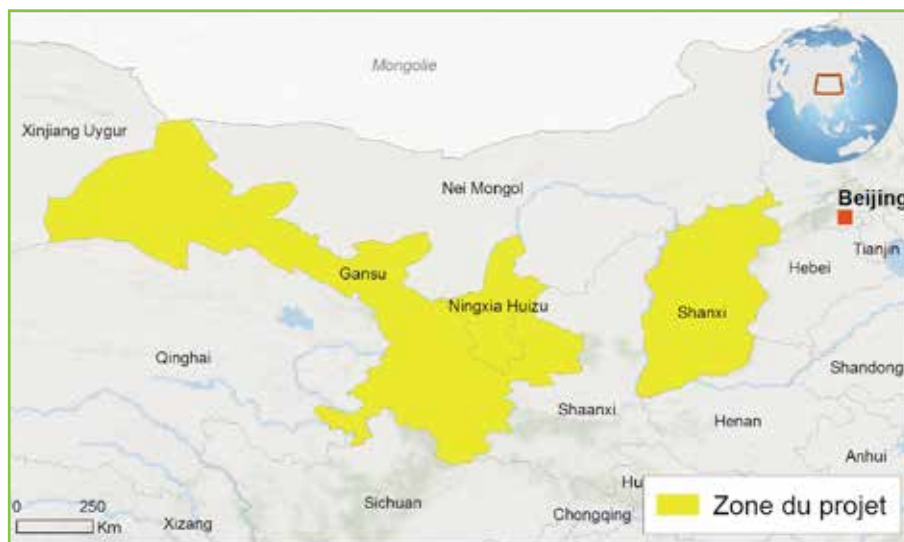 Mongolie
Xinjiang Uygur
Nei Mongol
Beijing
Tianjin
Hebei
Gansu
Ningxia Huizu
Shanxi
Qinghai
Shandong
Shaanxi
Henan
Anhui
Sichuan
Hu
Chongqing
Xizang
0 250
Km
Zone du projet